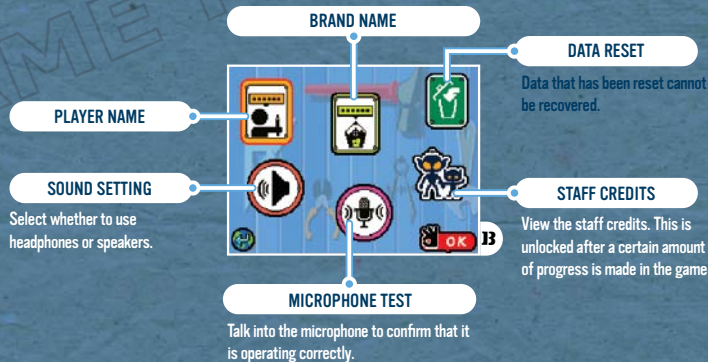 BRAND NAME
DATA RESET
Data that has been reset cannot
be recovered.
PLAYER NAME
SOUND SETTING
Select whether to use
headphones or speakers.
STAFF CREDITS
View the staff credits. This is
unlocked after a certain amount
of progress is made in the game
OK
B
MICROPHONE TEST
Talk into the microphone to confirm that it
is operating correctly.